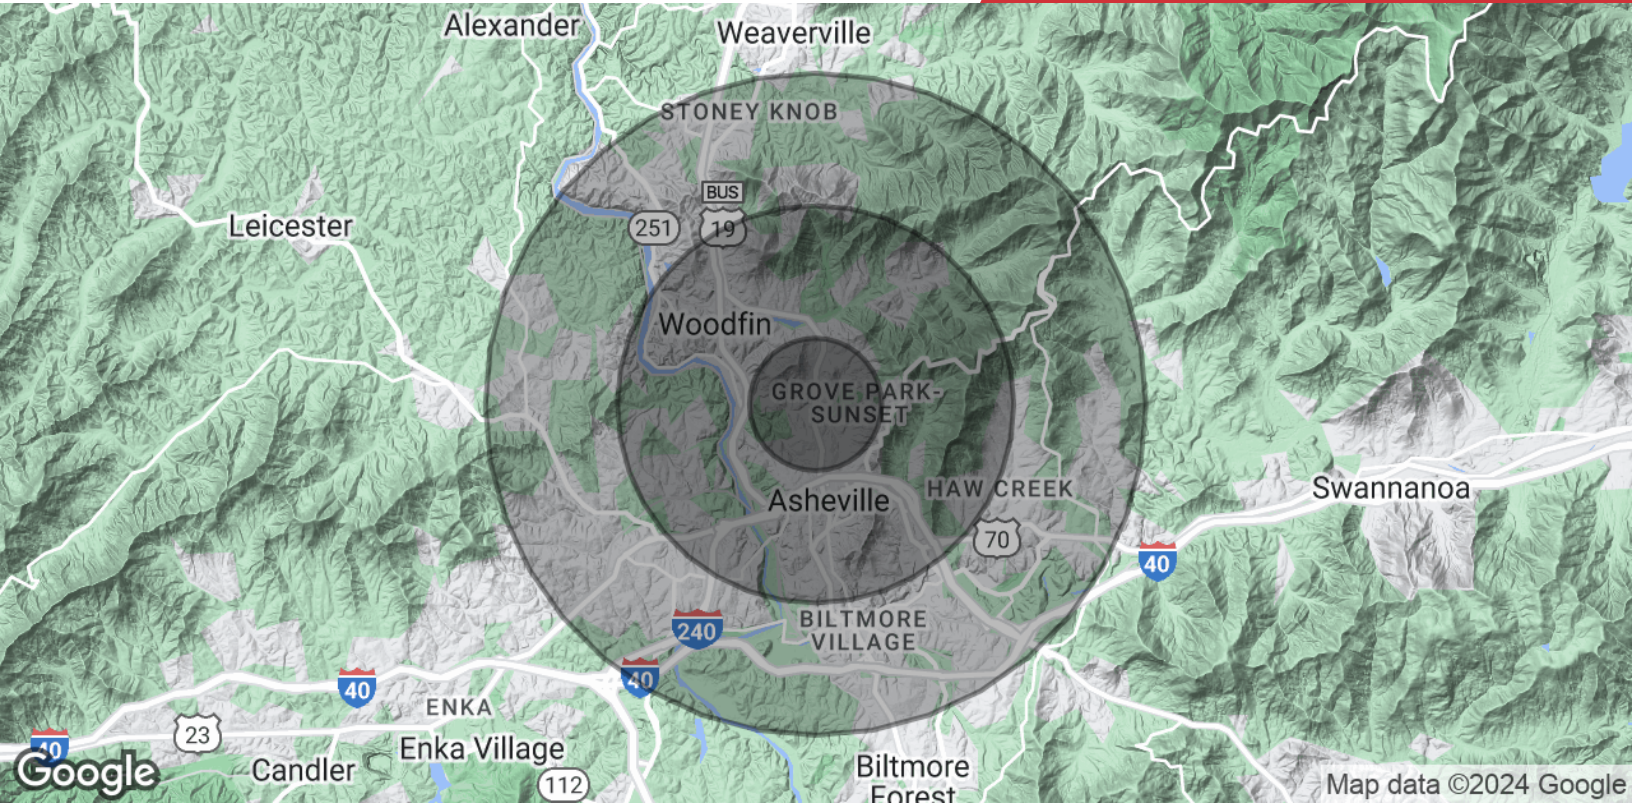 Alexander
Weaverville
STONEY KNOB
BUS
19
251
Leicester
Woodfin
GROVE PARK-
SUNSET
Asheville
HAW CREEK
Swannanoa
70
40
BILTMORE
VILLAGE
240
40
40
ENKA
23
Enka Village
40
Candler
112
Biltmore
Forest
Google
Map data ©2024 Google